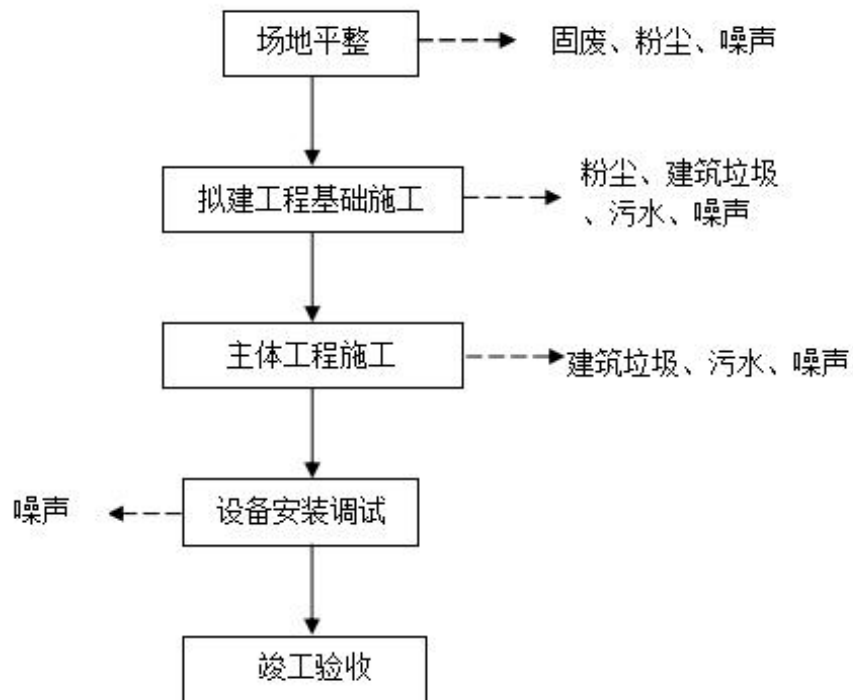 场地平整
固废、粉尘、噪声
拟建工程基础施工
粉尘、建筑垃圾
、污水、噪声
主体工程施工
建筑垃圾、污水、噪声
噪声
设备安装调试
竣工验收